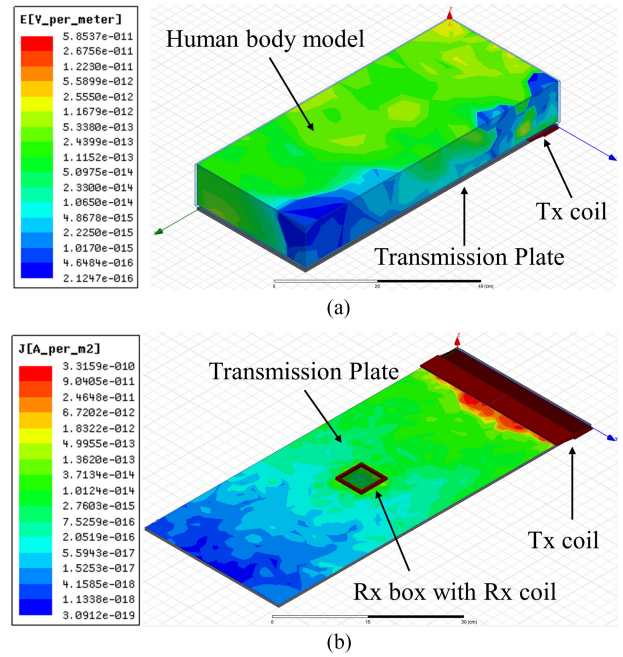 E[V_per_meter]
5.8537e-011
2.6756e-011
1.2230e-011
5.5899e-012
2.5550e-012
1.1679e-012
5.3380e-013
2.4399e-013
1.1152e-013
5.0975e-014
2.3300e-014
1.0650e-014
4.8678e-015
2.2250e-015
1.0170e-015
4.6484e-016
2.1247e-016
Human body model
Tx coil
Transmission Plate
0 20 40 (cm)
(a)
J[A_per_m2]
3.3159e-010
9.0405e-011
2.4648e-011
6.7202e-012
1.8322e-012
4.9955e-013
1.3620e-013
3.7134e-014
1.0124e-014
2.7603e-015
7.5259e-016
2.0519e-016
5.5943e-017
1.5253e-017
4.1585e-018
1.1338e-018
3.0912e-019
Transmission Plate
Tx coil
Rx box with Rx coil
0 15 30 (cm)
(b)